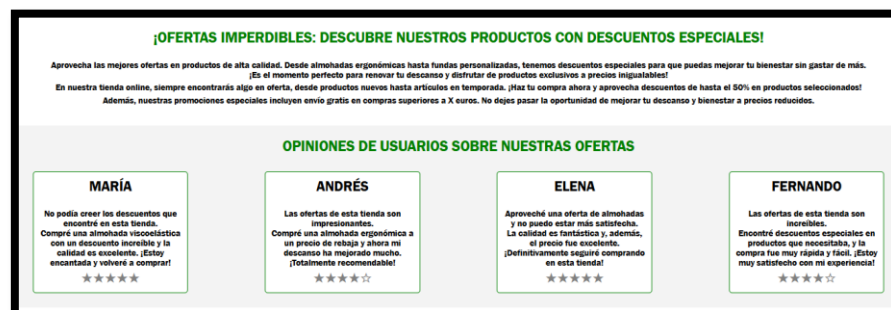 ¡OFERTAS IMPERDIBLES: DESCUBRE NUESTROS PRODUCTOS CON DESCUENTOS ESPECIALES!
Aprovecha las mejores ofertas en productos de alta calidad. Desde almohadas ergonómicas hasta fundas personalizadas, tenemos descuentos especiales para que puedas mejorar tu bienestar sin gastar de más.
¡Es el momento perfecto para renovar tu descanso y disfrutar de productos exclusivos a precios inigualables!
En nuestra tienda online, siempre encontrarás algo en oferta, desde productos nuevos hasta artículos en temporada. ¡Haz tu compra ahora y aprovecha descuentos de hasta el 50% en productos seleccionados!
Además, nuestras promociones especiales incluyen envío gratis en compras superiores a X euros. No dejes pasar la oportunidad de mejorar tu descanso y bienestar a precios reducidos.
OPINIONES DE USUARIOS SOBRE NUESTRAS OFERTAS
MARÍA
No podía creer los descuentos que
encontré en esta tienda.
Compré una almohada viscoelástica
con un descuento increíble y la
calidad es excelente. ¡Estoy
encantada y volveré a comprar!
★★★★★
ANDRÉS
Las ofertas de esta tienda son
impresionantes.
Compré una almohada ergonómica a
un precio de rebaja y ahora mi
descanso ha mejorado mucho.
¡Totalmente recomendable!
★★★★☆
ELENA
Aproveché una oferta de almohadas
y no puedo estar más satisfecha.
La calidad es fantástica y, además,
el precio fue excelente.
¡Definitivamente seguiré comprando
en esta tienda!
★★★★★
FERNANDO
Las ofertas de esta tienda son
increíbles.
Encontré descuentos especiales en
productos que necesitaba, y la
compra fue muy rápida y fácil. ¡Estoy
muy satisfecho con mi experiencia!
★★★★☆